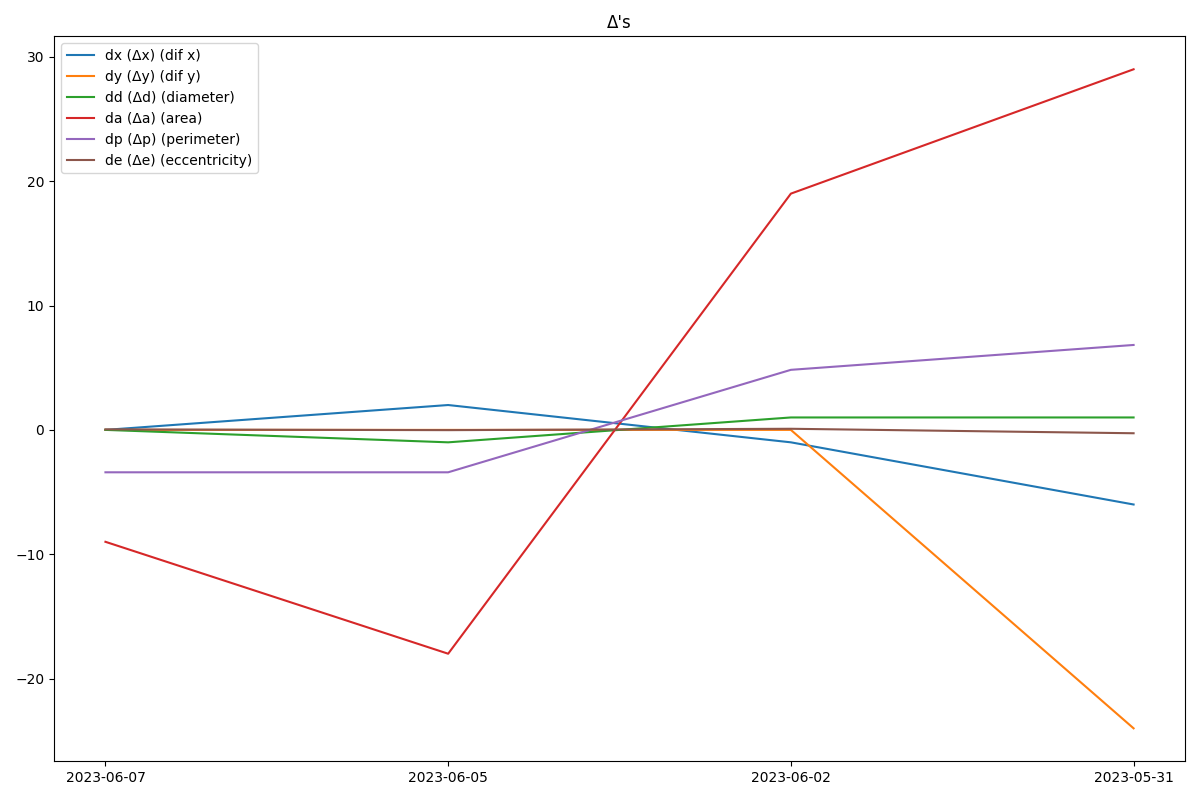 Δ's
dx (Δx) (dif x)
dy (Δy) (dif y)
dd (Δd) (diameter)
da (Δa) (area)
dp (Δp) (perimeter)
de (Δe) (eccentricity)
30
20
10
0
−10
−20
2023-06-07 2023-06-05 2023-06-02 2023-05-31